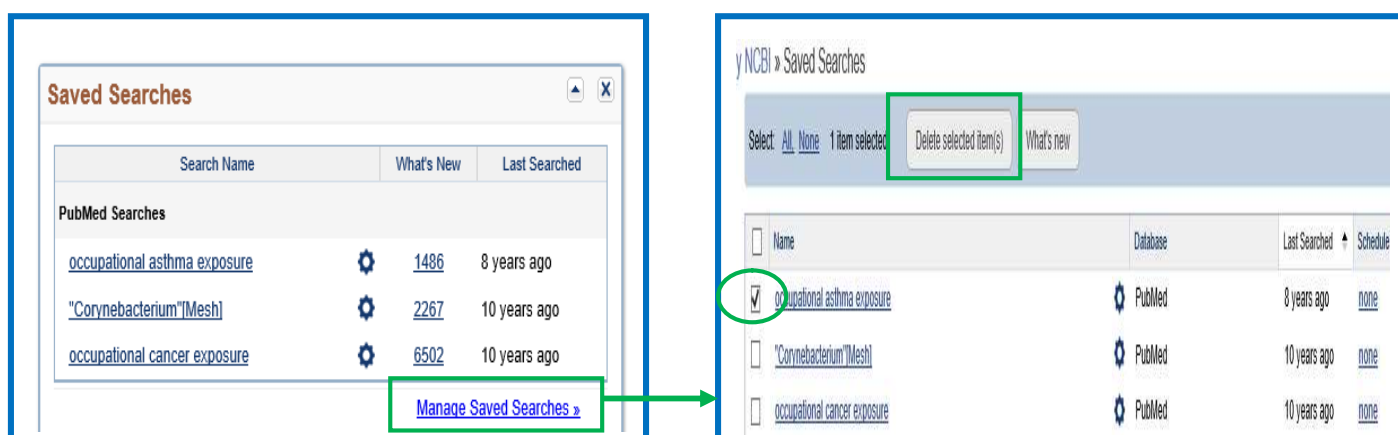 Saved Searches
Search Name What's New Last Searched
PubMed Searches
occupational asthma exposure 1486 8 years ago
"Corynebacterium"[Mesh] 2267 10 years ago
occupational cancer exposure 6502 10 years ago
Manage Saved Searches »
y NCBI » Saved Searches
Select: All, None 1 item selected Delete selected item(s) What's new
Name Database Last Searched Schedule
occupational asthma exposure PubMed 8 years ago none
"Corynebacterium"[Mesh] PubMed 10 years ago none
occupational cancer exposure PubMed 10 years ago none